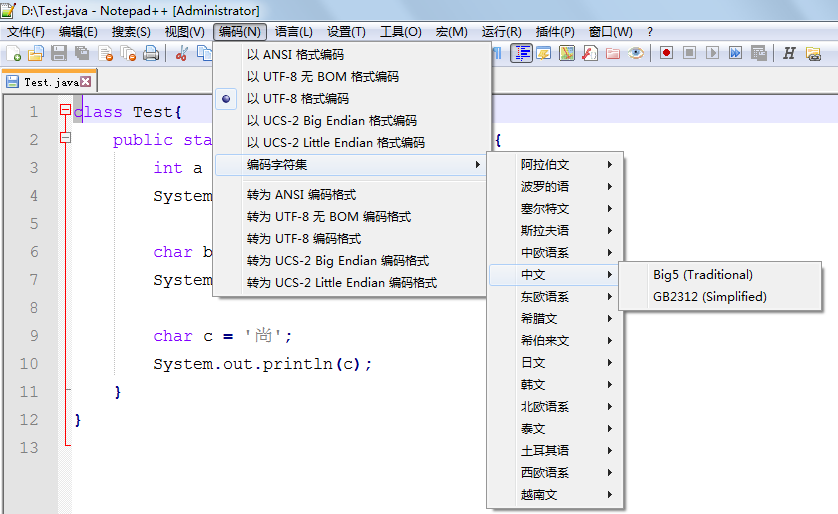 D:\Test.java - Notepad++ [Administrator]
文件(F) 编辑(E) 搜索(S) 视图(V) 编码(N) 语言(L) 设置(T) 工具(O) 宏(M) 运行(R) 插件(P) 窗口(W) ?
Test.java
以 ANSI 格式编码
以 UTF-8 无 BOM 格式编码
以 UTF-8 格式编码
以 UCS-2 Big Endian 格式编码
以 UCS-2 Little Endian 格式编码
编码字符集
转为 ANSI 编码格式
转为 UTF-8 无 BOM 编码格式
转为 UTF-8 编码格式
转为 UCS-2 Big Endian 编码格式
转为 UCS-2 Little Endian 编码格式
阿拉伯文
波罗的语
塞尔特文
斯拉夫语
中欧语系
中文
东欧语系
希腊文
希伯来文
日文
韩文
北欧语系
泰文
土耳其语
西欧语系
越南文
Big5 (Traditional)
GB2312 (Simplified)
1 class Test{
2 public sta {
3 int a
4 System
5
6 char b
7 System
8
9 char c = '尚';
10 System.out.println(c);
11 }
12 }
13